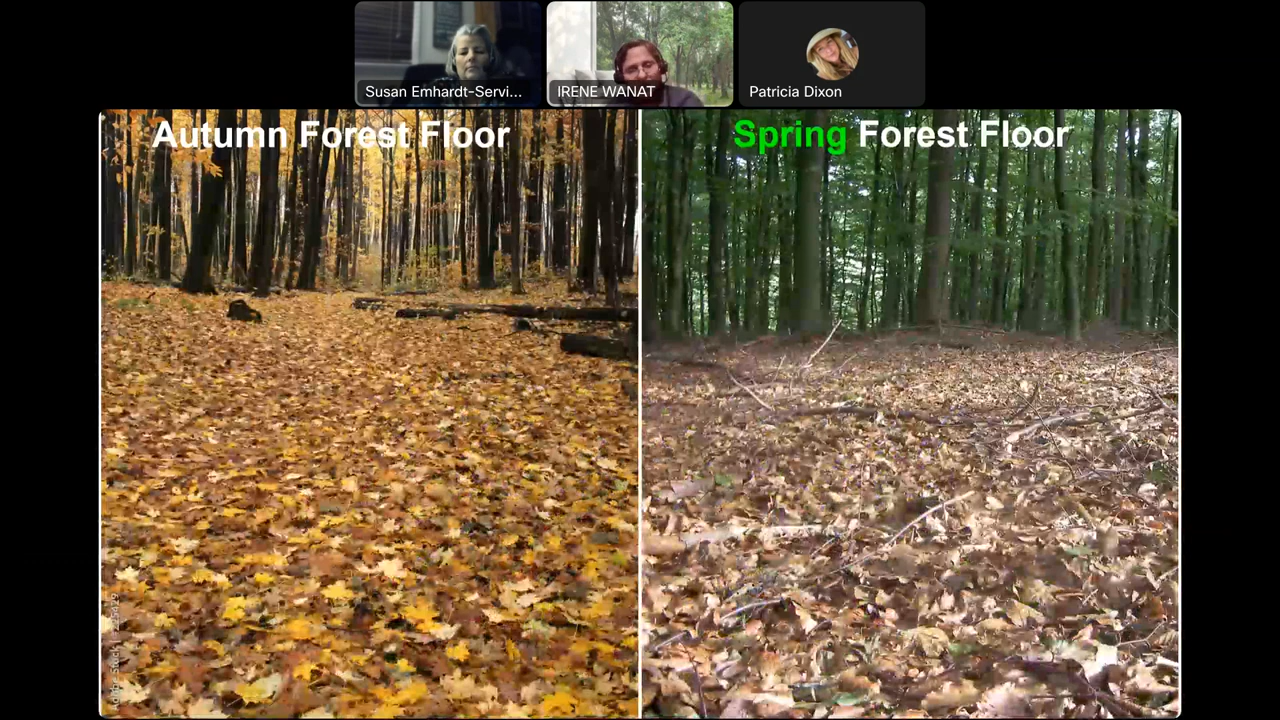 Susan Emhardt-Servi...
IRENE WANAT
Patricia Dixon
Autumn Forest Floor
Spring Forest Floor